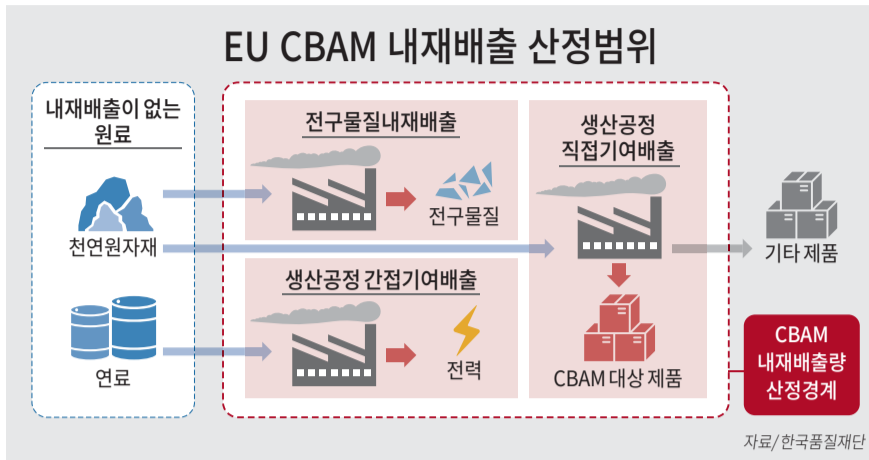 EU CBAM 내재배출 산정범위
내재배출이 없는
원료
천연원자재
연료
전구물질내재배출
전구물질
생산공정 간접기여배출
전력
생산공정
직접기여배출
CBAM 대상 제품
기타 제품
CBAM
내재배출량
산정경계
자료/한국품질재단